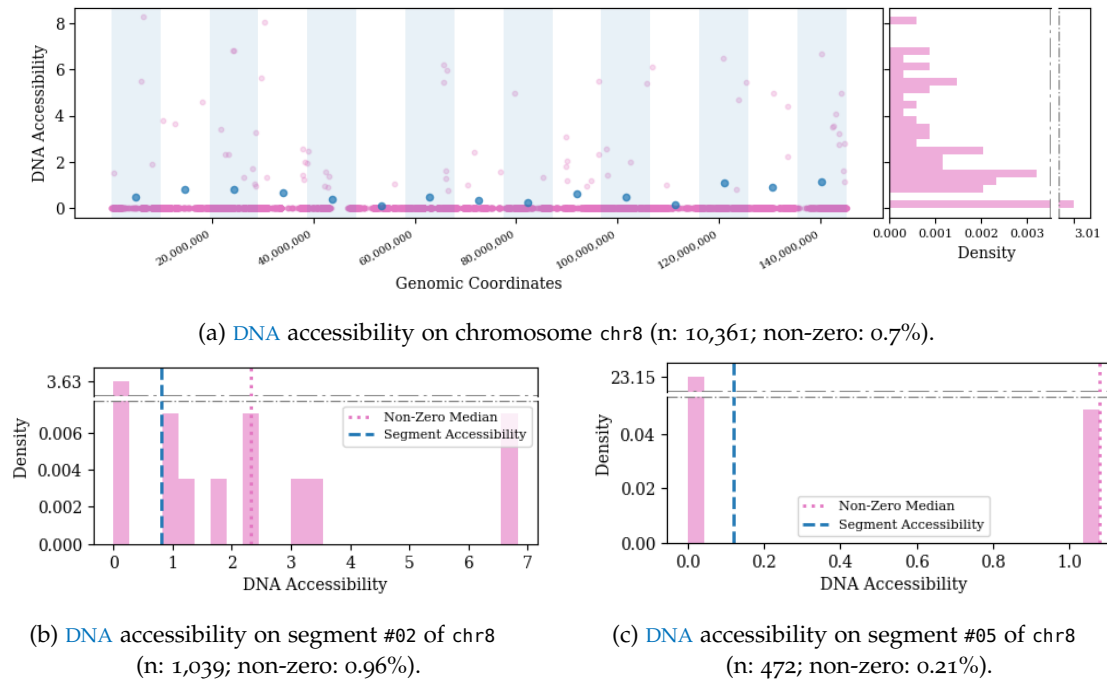 8
6
4
2
0
DNA Accessibility
20,000,000
40,000,000
60,000,000
80,000,000
100,000,000
120,000,000
140,000,000
Genomic Coordinates
0.000
0.001
0.002
0.003
3.01
Density
(a) DNA accessibility on chromosome chr8 (n: 10,361; non-zero: 0.7%).
3.63
0.006
0.004
0.002
0.000
Density
Non-Zero Median
Segment Accessibility
0
1
2
3
4
5
6
7
DNA Accessibility
(b) DNA accessibility on segment #02 of chr8
(n: 1,039; non-zero: 0.96%).
23.15
0.04
0.02
0.00
Density
Non-Zero Median
Segment Accessibility
0.0
0.2
0.4
0.6
0.8
1.0
DNA Accessibility
(c) DNA accessibility on segment #05 of chr8
(n: 472; non-zero: 0.21%).